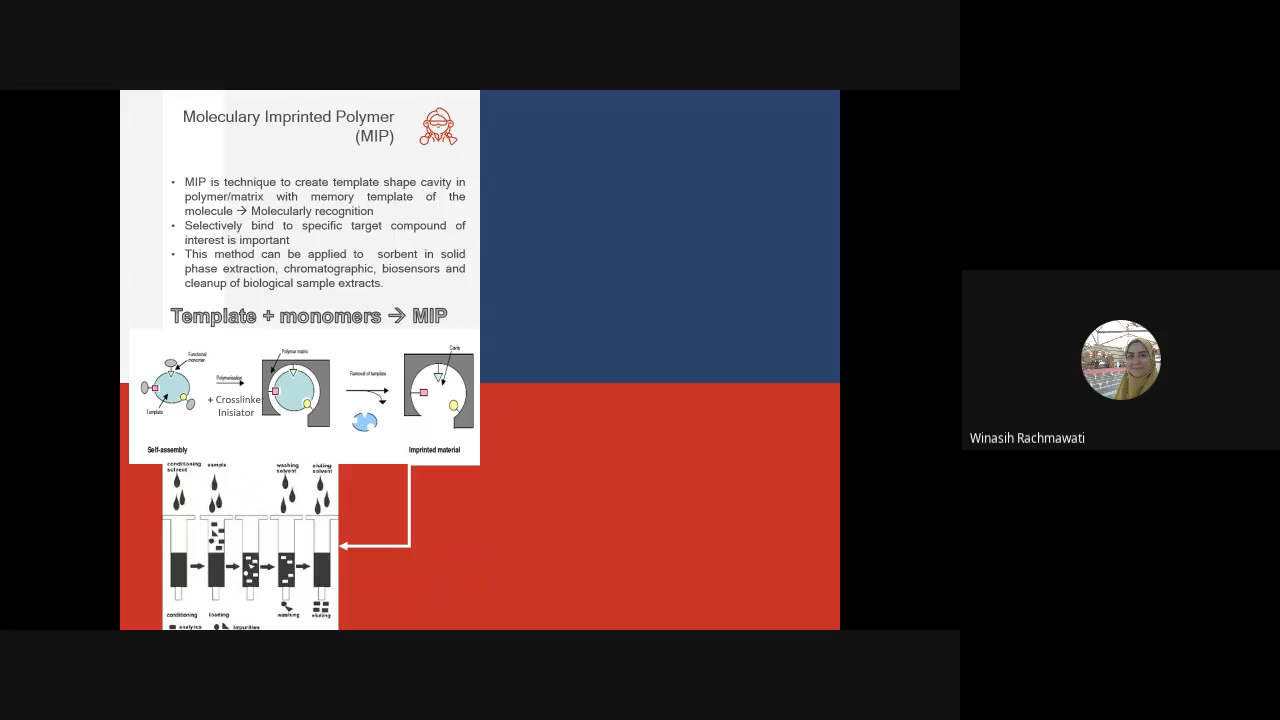 Moleculary Imprinted Polymer
(MIP)
• MIP is technique to create template shape cavity in
polymer/matrix with memory template of the
molecule → Molecularly recognition
• Selectively bind to specific target compound of
interest is important
• This method can be applied to sorbent in solid
phase extraction, chromatographic, biosensors and
cleanup of biological sample extracts.
Template + monomers → MIP
Functional
monomer
Template
Self-assembly
Polymerisation
+ Crosslinke
Inisiator
Polymer matrix
Removal of template
Cavity
Imprinted material
conditioning
solvent
sample
washing
solvent
eluting
solvent
conditioning
loading
washing
eluting
analytes
impurities
Winasih Rachmawati